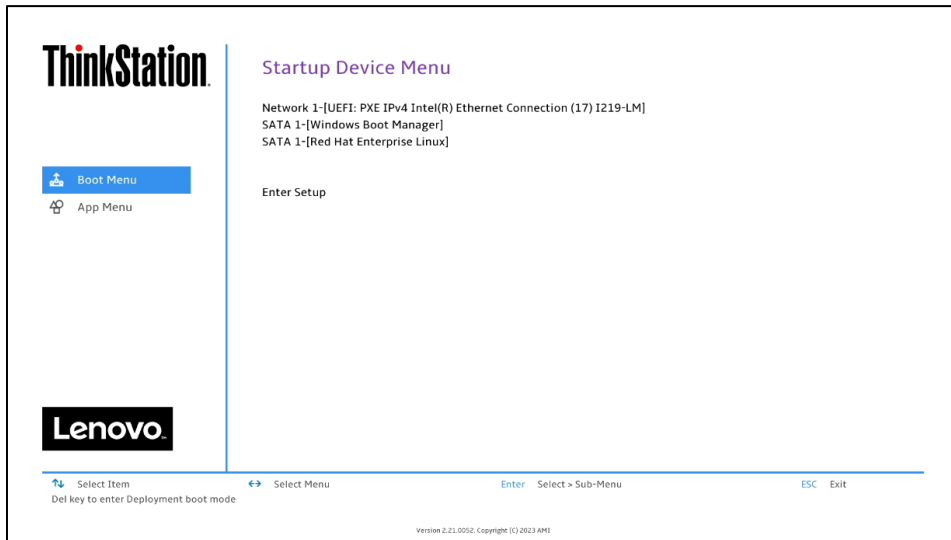 ThinkStation
Startup Device Menu
Network 1-[UEFI: PXE IPv4 Intel(R) Ethernet Connection (17) I219-LM]
SATA 1-[Windows Boot Manager]
SATA 1-[Red Hat Enterprise Linux]
Boot Menu
Enter Setup
App Menu
Lenovo
Select Item
Select Menu
Enter Select > Sub-Menu
ESC Exit
Del key to enter Deployment boot mode
Version 2.21.0052. Copyright (C) 2023 AMI